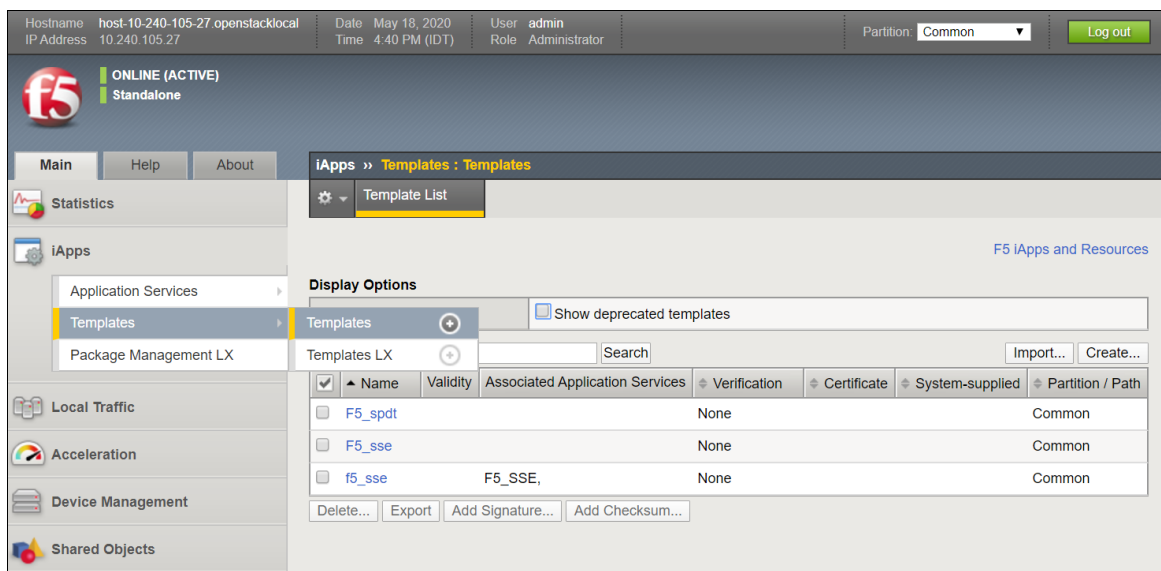 Hostname host-10-240-105-27.openstacklocal Date May 18, 2020 User admin
IP Address 10.240.105.27 Time 4:40 PM (IDT) Role Administrator
Partition: Common Log out
f5
ONLINE (ACTIVE)
Standalone
Main Help About
iApps ›› Templates : Templates
Template List
Statistics
iApps
F5 iApps and Resources
Application Services
Templates
Package Management LX
Templates
Templates LX
Display Options
Show deprecated templates
Search Import... Create...
Name Validity Associated Application Services Verification Certificate System-supplied Partition / Path
F5_spdt None Common
F5_sse None Common
f5_sse F5_SSE, None Common
Delete... Export Add Signature... Add Checksum...
Local Traffic
Acceleration
Device Management
Shared Objects